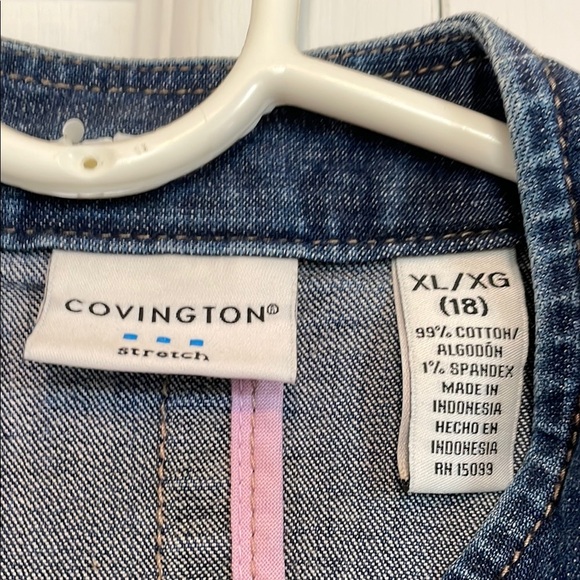 COVINGTON®
stretch
XL/XG
(18)
99% COTTON/
ALGODÓN
1% SPANDEX
MADE IN
INDONESIA
HECHO EN
INDONESIA
RN 15099